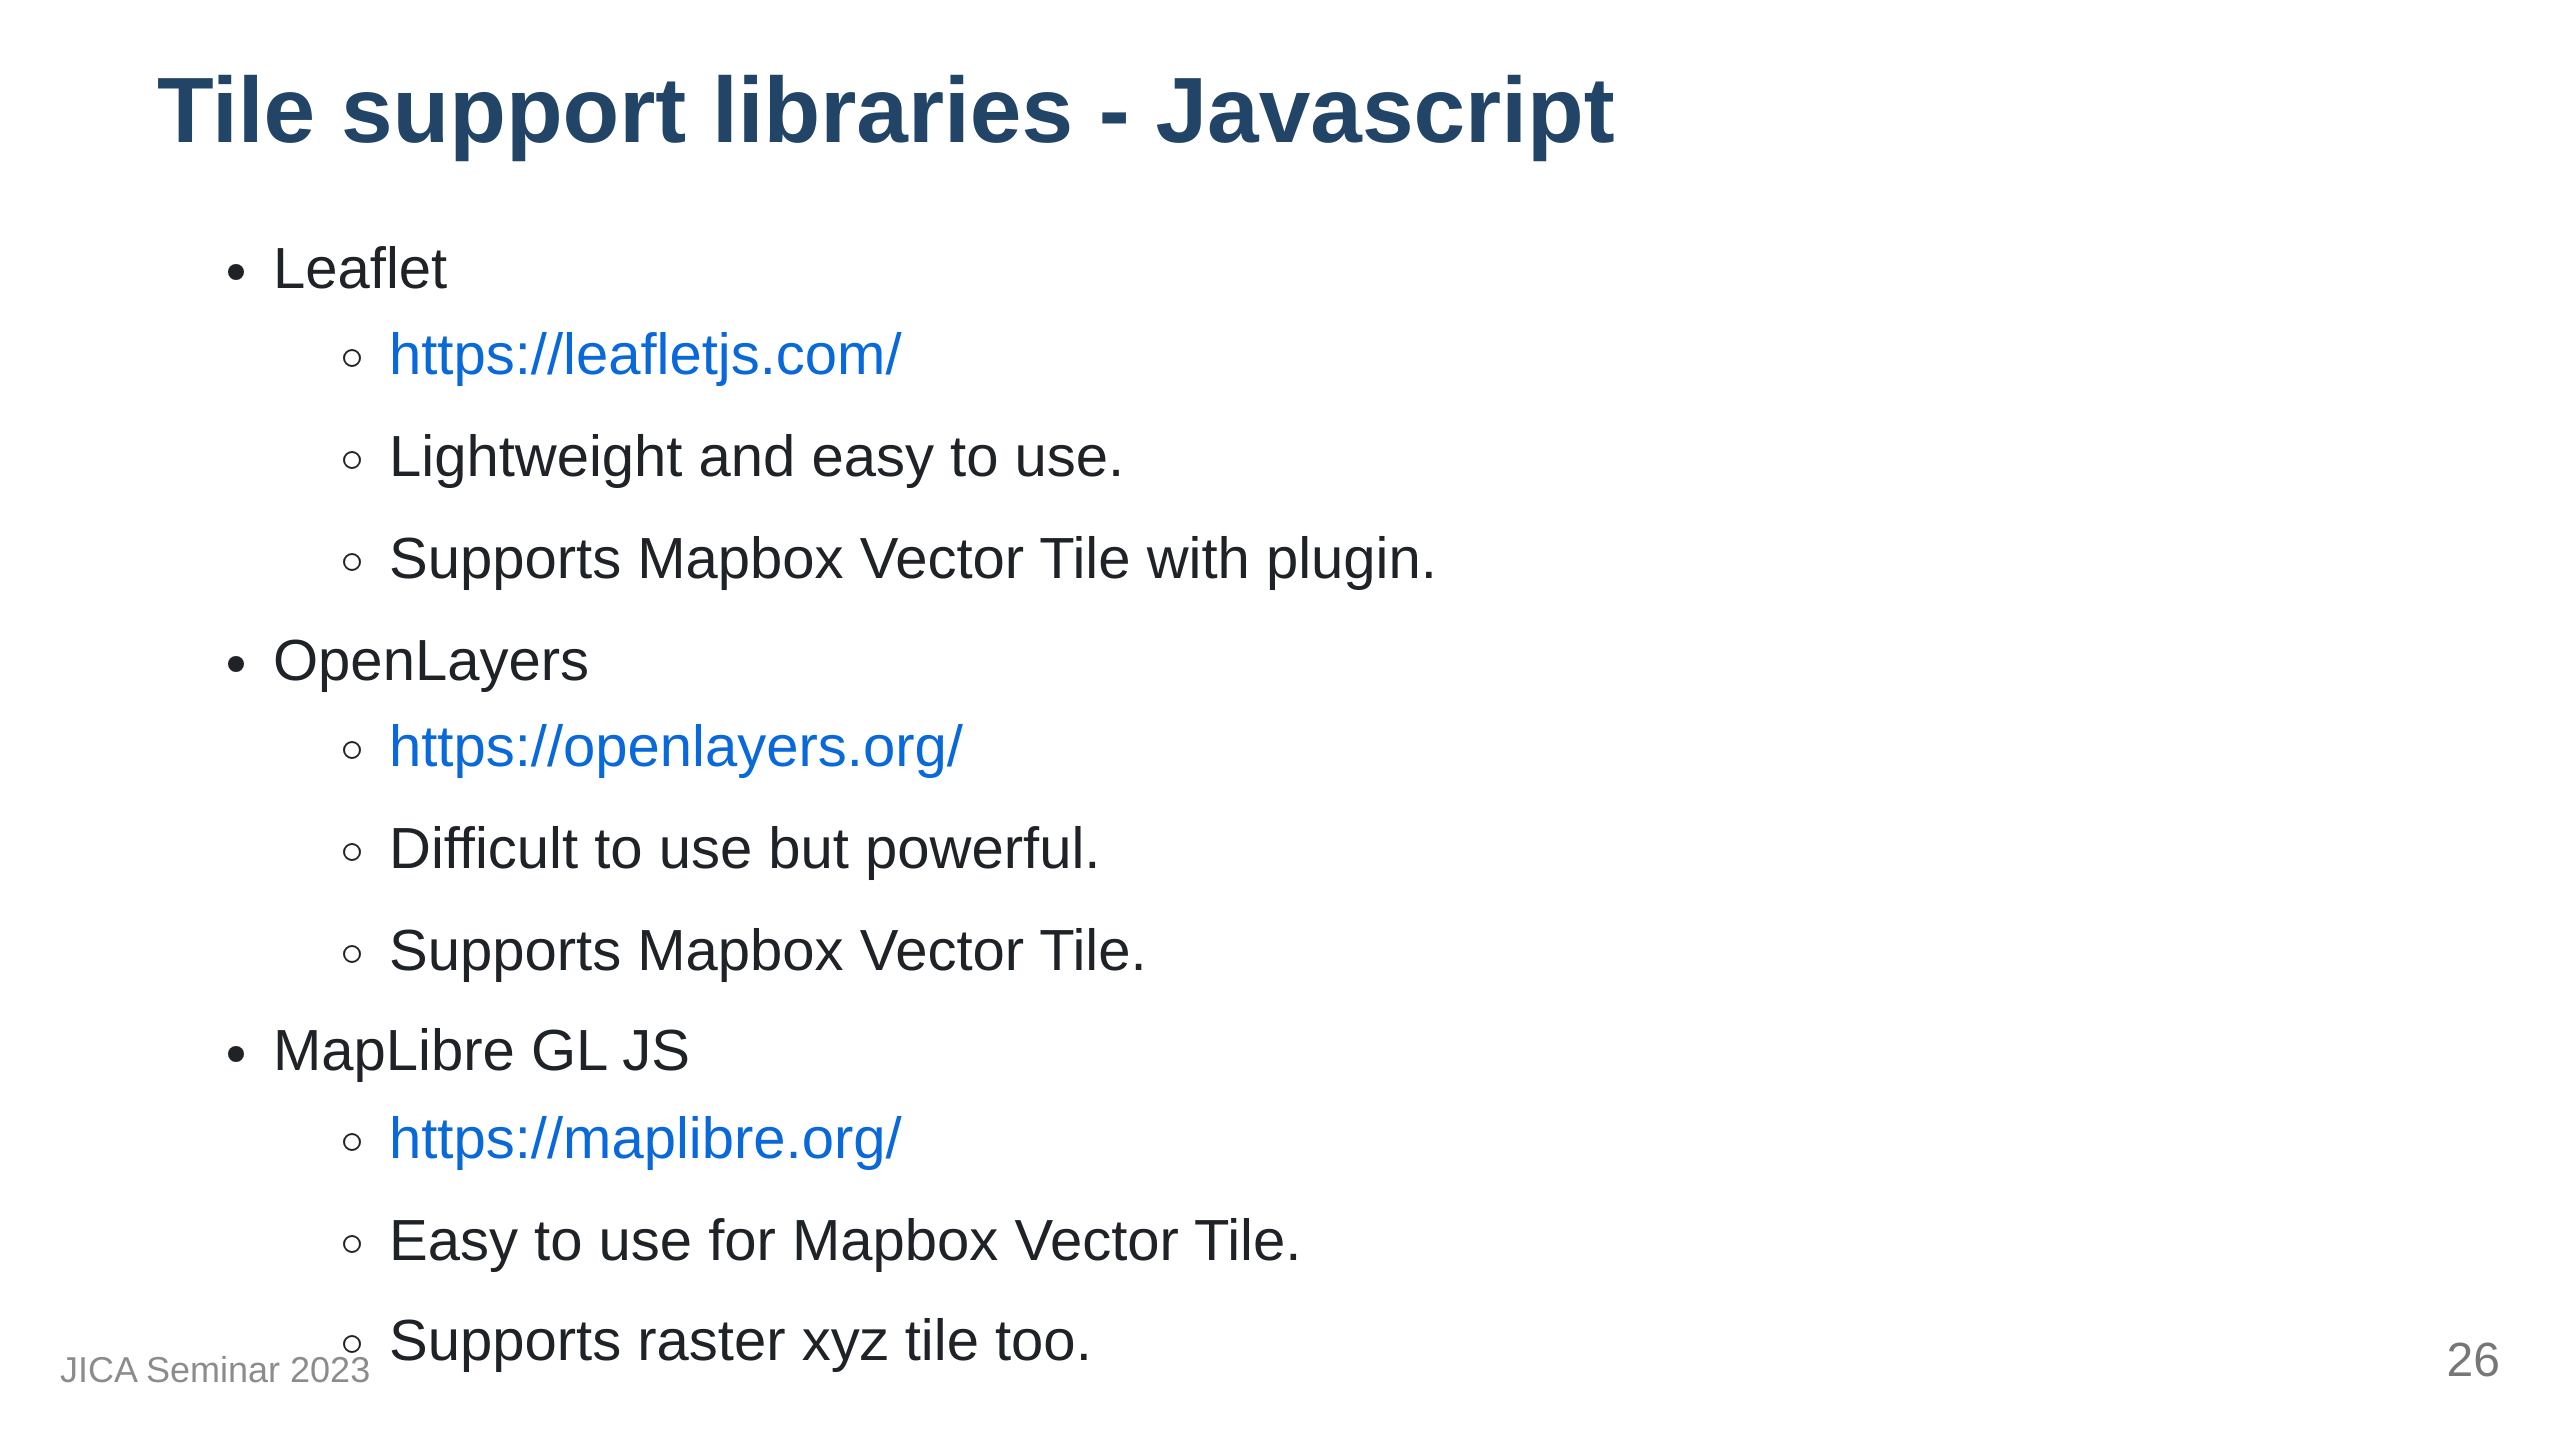 Tile support libraries - Javascript
Leaflet
https://leafletjs.com/
Lightweight and easy to use.
Supports Mapbox Vector Tile with plugin.
OpenLayers
https://openlayers.org/
Difficult to use but powerful.
Supports Mapbox Vector Tile.
MapLibre GL JS
https://maplibre.org/
Easy to use for Mapbox Vector Tile.
Supports raster xyz tile too.
JICA Seminar 2023
26